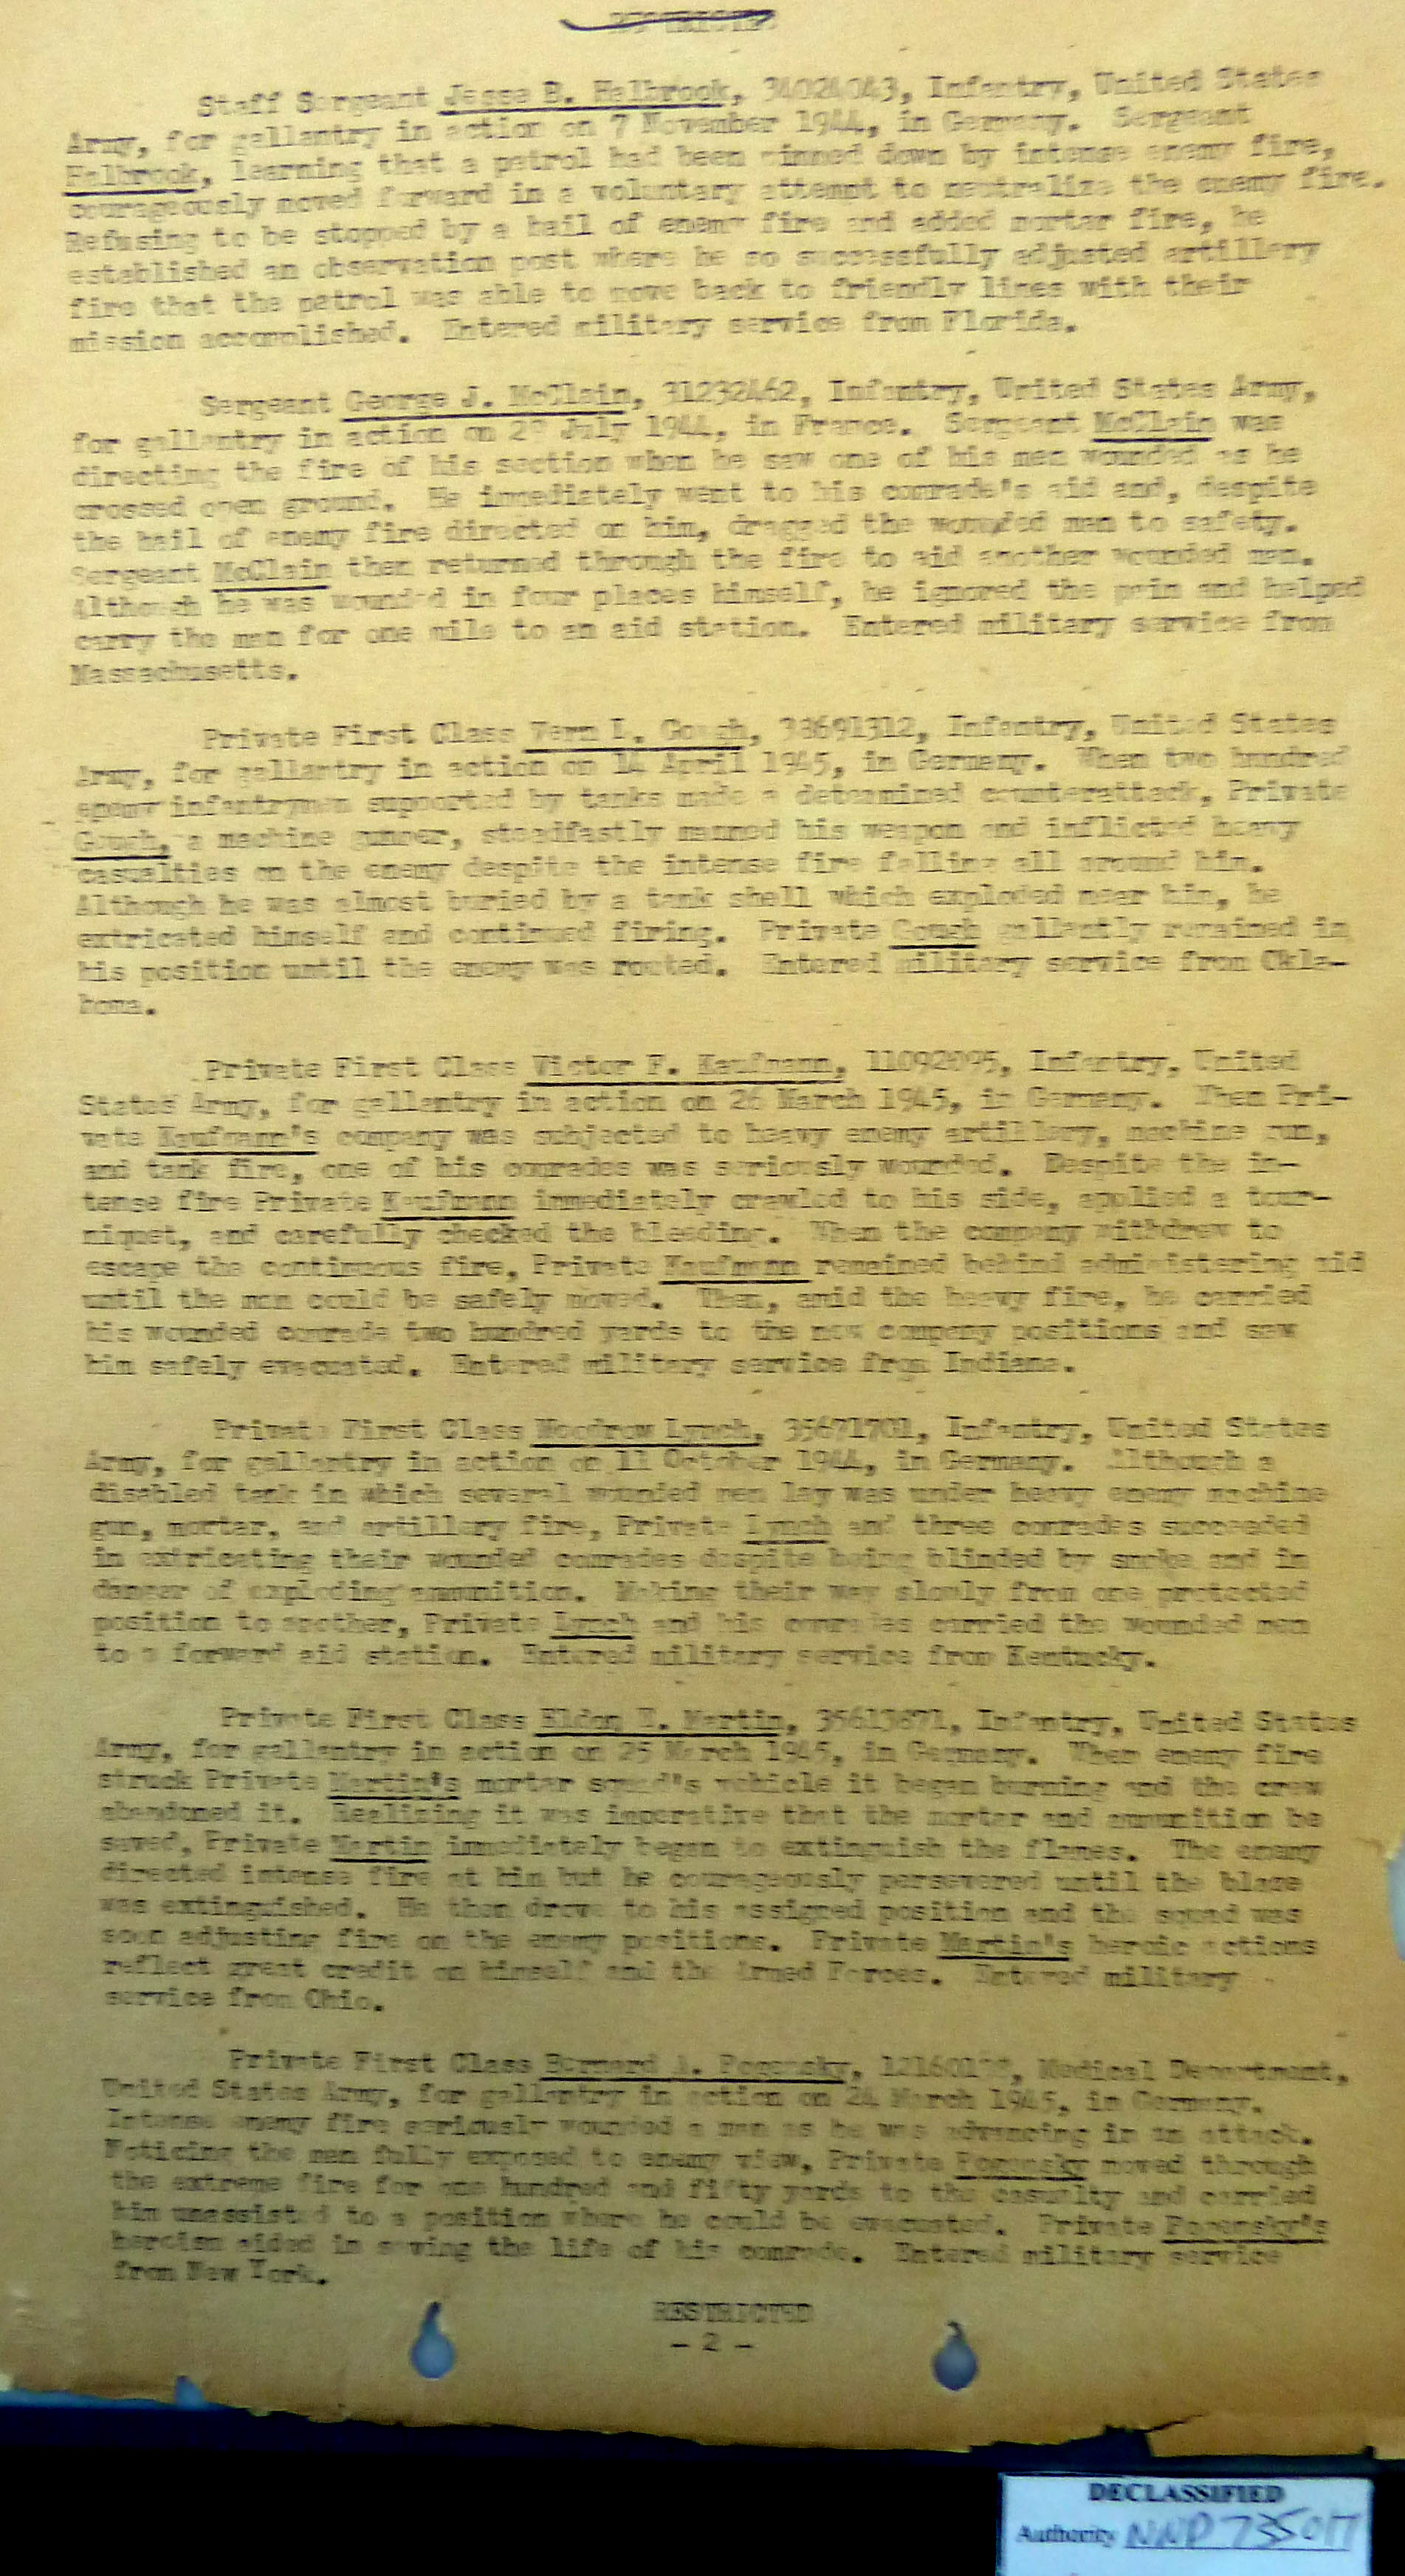 RESTRICTED
Staff Sergeant Jesse B. Halbrook, 34024043, Infantry, United States
Army, for gallantry in action on 7 November 1944, in Germany. Sergeant
Halbrook, learning that a patrol had been pinned down by intense enemy fire,
courageously moved forward in a voluntary attempt to neutralize the enemy fire.
Refusing to be stopped by a hail of enemy fire and added mortar fire, he
established an observation post where he so successfully adjusted artillery
fire that the patrol was able to move back to friendly lines with their
mission accomplished. Entered military service from Florida.
Sergeant George J. McClain, 31232462, Infantry, United States Army,
for gallantry in action on July 1944, in France. Sergeant McClain was
directing the fire of his section when he saw one of his men wounded as he
crossed open ground. He immediately went to his comrade's aid and, despite
the hail of enemy fire directed on him, dragged the wounded man to safety.
Sergeant McClain then returned through the fire to aid another wounded man.
Although he was wounded in four places himself, he ignored the pain and helped
carry the man for one mile to an aid station. Entered military service from
Massachusetts.
Private First Class Vern L. Gough, 38691312, Infantry, United States
Army, for gallantry in action on 14 April 1945, in Germany. When two hundred
enemy infantrymen supported by tanks made a determined counterattack, Private
Gough, a machine gunner, steadfastly manned his weapon and inflicted heavy
casualties on the enemy despite the intense fire falling all around him.
Although he was almost buried by a tank shell which exploded near him, he
extricated himself and continued firing. Private Gough gallantly remained in
his position until the enemy was routed. Entered military service from Okla-
homa.
Private First Class Victor F. Kaufmann, 11092095, Infantry, United
States Army, for gallantry in action on 26 March 1945, in Germany. When Pri-
vate Kaufmann's company was subjected to heavy enemy artillery, machine gun,
and tank fire, one of his comrades was seriously wounded. Despite the in-
tense fire Private Kaufmann immediately crawled to his side, applied a tour-
niquet, and carefully checked the bleeding. When the company withdrew to
escape the continuous fire, Private Kaufmann remained behind administering aid
until the man could be safely moved. Then, amid the heavy fire, he carried
his wounded comrade two hundred yards to the new company positions and saw
him safely evacuated. Entered military service from Indiana.
Private First Class Woodrow Lynch, 35671701, Infantry, United States
Army, for gallantry in action on 11 October 1944, in Germany. Although a
disabled tank in which several wounded men lay was under heavy enemy machine
gun, mortar, and artillery fire, Private Lynch and three comrades succeeded
in extricating their wounded comrades despite being blinded by smoke and in
danger of exploding ammunition. Making their way slowly from one protected
position to another, Private Lynch and his comrades carried the wounded men
to a forward aid station. Entered military service from Kentucky.
Private First Class Eldon Martin, 35613871, Infantry, United States
Army, for gallantry in action on 25 March 1945, in Germany. When enemy fire
struck Private Martin's mortar squad's vehicle it began burning and the crew
abandoned it. Realizing it was imperative that the mortar and ammunition be
saved, Private Martin immediately began to extinguish the flames. The enemy
directed intense fire at him but he courageously persevered until the blaze
was extinguished. He then drove to his assigned position and the squad was
soon adjusting fire on the enemy positions. Private Martin's heroic actions
reflect great credit on himself and the Armed Forces. Entered military
service from Ohio.
Private First Class Bernard A. Pogensky, Medical Department,
United States Army, for gallantry in action on 24 March 1945, in Germany.
Intense enemy fire seriously wounded a man as he was advancing in an attack.
Noticing the man fully exposed to enemy view, Private Pogensky moved through
the extreme fire for one hundred and fifty yards to the casualty and carried
him unassisted to a position where he could be evacuated. Private Pogensky's
heroism aided in saving the life of his comrade. Entered military service
from New York.
RESTRICTED
- 2 -
DECLASSIFIED
Authority NND 735017